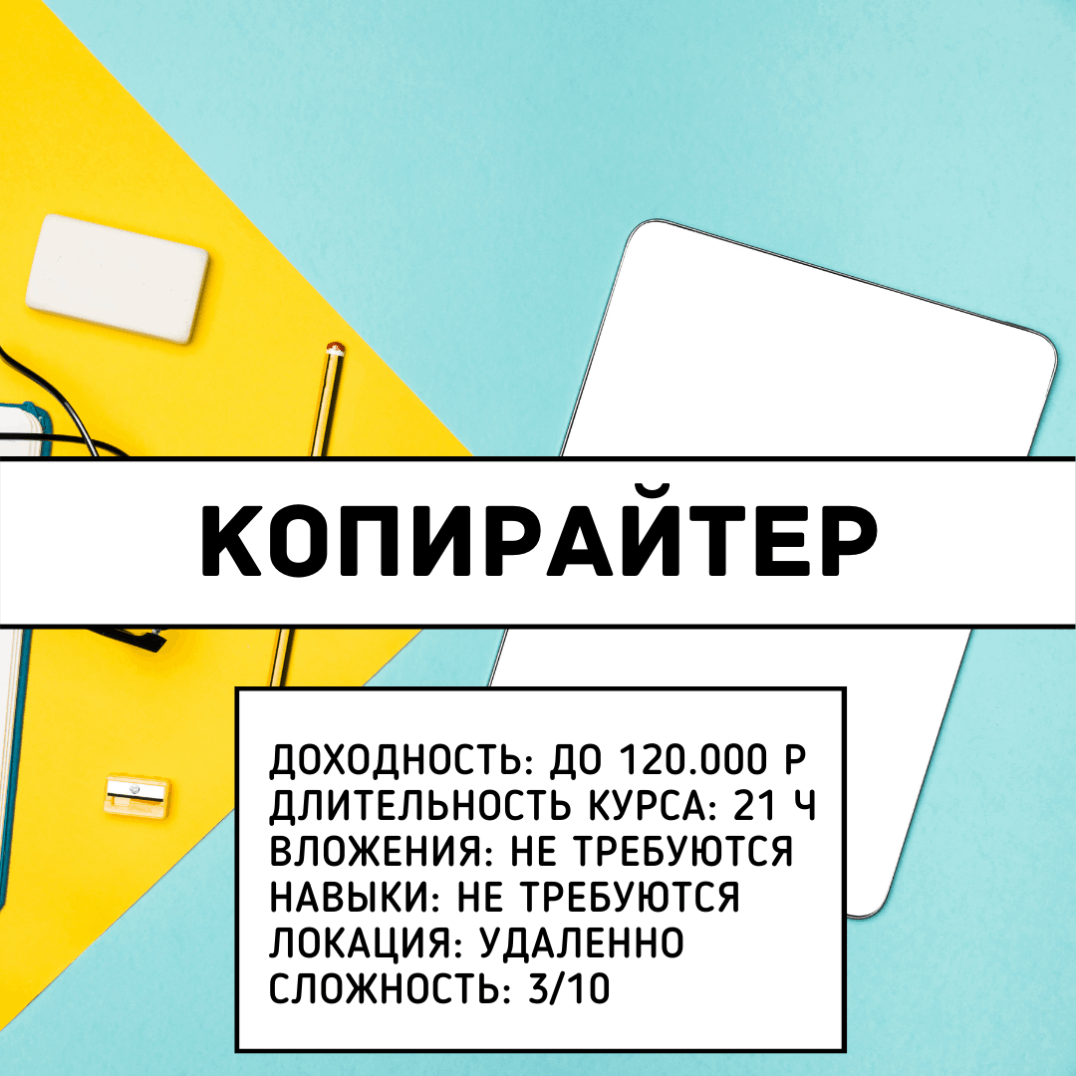 КОПИРАЙТЕР
ДОХОДНОСТЬ: ДО 120.000 Р
ДЛИТЕЛЬНОСТЬ КУРСА: 21 Ч
ВЛОЖЕНИЯ: НЕ ТРЕБУЮТСЯ
НАВЫКИ: НЕ ТРЕБУЮТСЯ
ЛОКАЦИЯ: УДАЛЕННО
СЛОЖНОСТЬ: 3/10